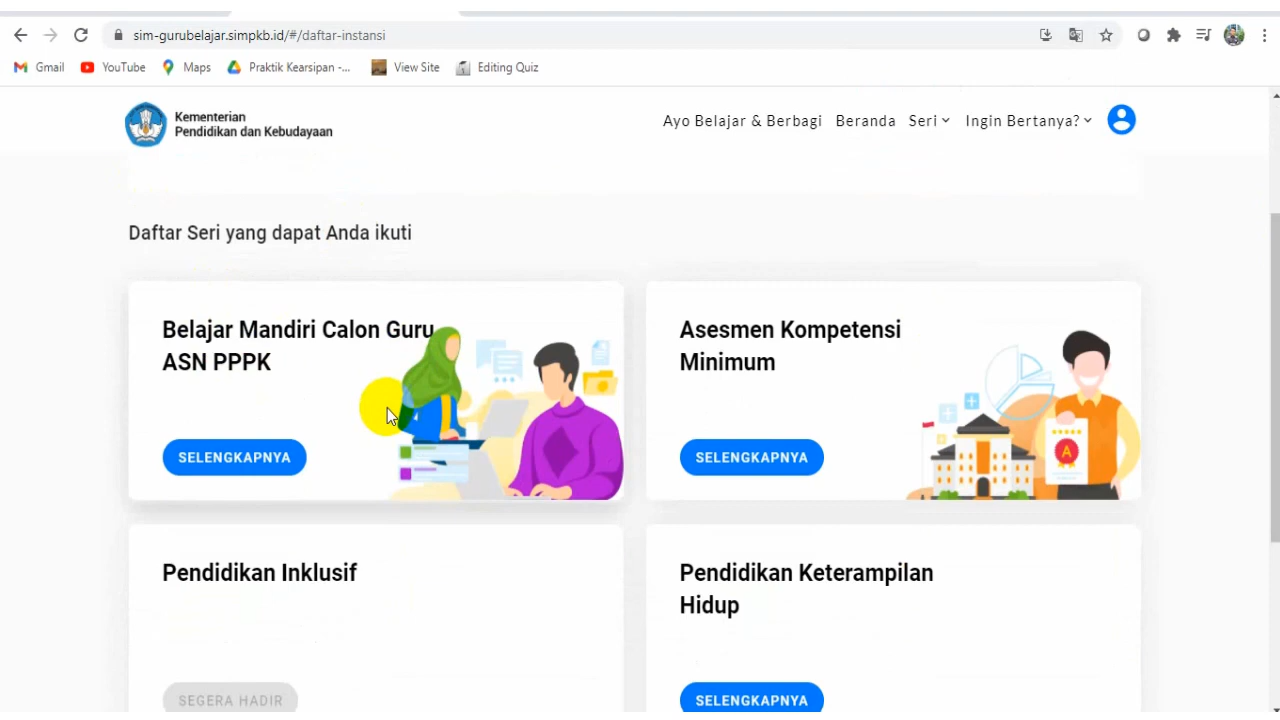 sim-gurubelajar.simpkb.id/#/daftar-instansi
Gmail YouTube Maps Praktik Kearsipan -... View Site Editing Quiz
Kementerian
Pendidikan dan Kebudayaan
Ayo Belajar & Berbagi Beranda Seri Ingin Bertanya?
Daftar Seri yang dapat Anda ikuti
Belajar Mandiri Calon Guru
ASN PPPK
SELENGKAPNYA
Asesmen Kompetensi
Minimum
A
SELENGKAPNYA
Pendidikan Inklusif
SEGERA HADIR
Pendidikan Keterampilan
Hidup
SELENGKAPNYA